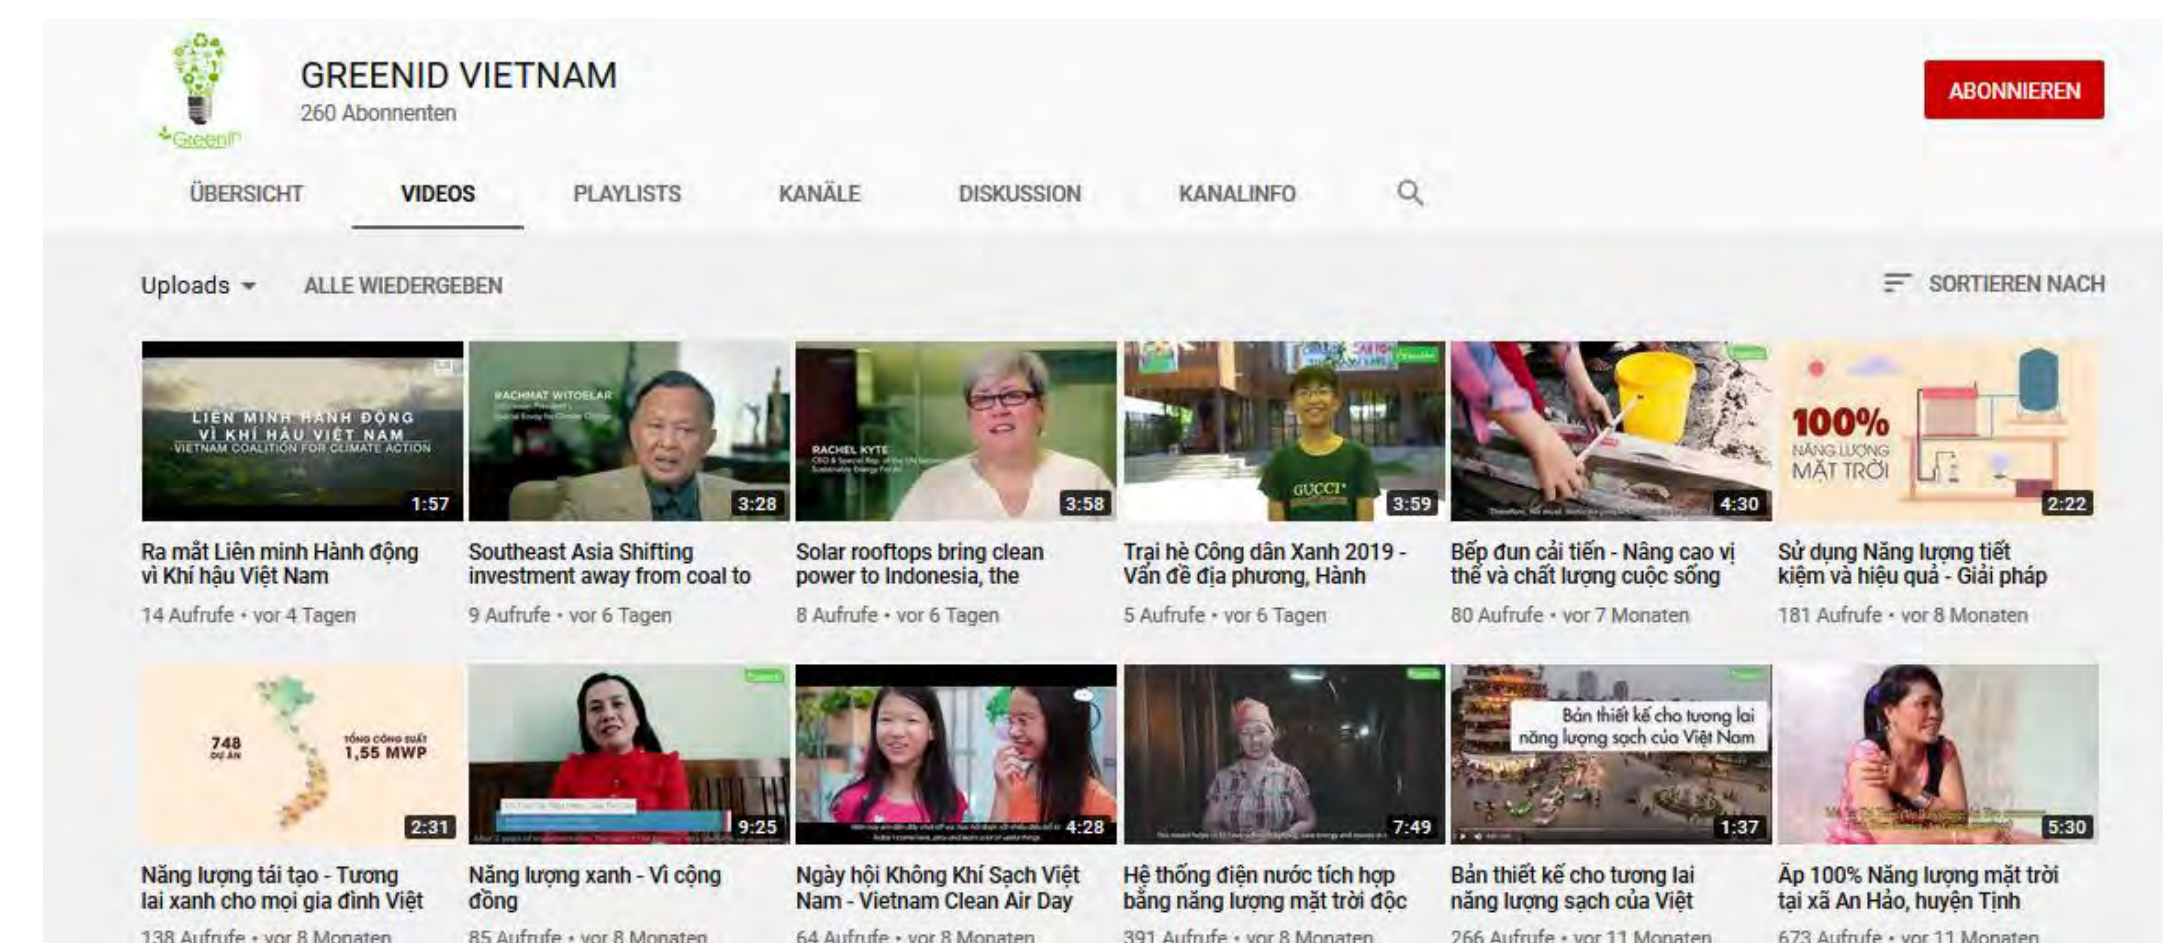 GREENID VIETNAM
260 Abonnenten
ABONNIEREN
GreenID
ÜBERSICHT
VIDEOS
PLAYLISTS
KANÄLE
DISKUSSION
KANALINFO
Uploads
ALLE WIEDERGEBEN
SORTIEREN NACH
LIÊN MINH HÀNH ĐỘNG
VÌ KHÍ HẬU VIỆT NAM
VIETNAM COALITION FOR CLIMATE ACTION
1:57
RACHMAT WITOELAR
3:28
RACHEL KYTE
3:58
GUCCI
3:59
4:30
100%
NĂNG LƯỢNG
MẶT TRỜI
2:22
Ra mắt Liên minh Hành động
vì Khí hậu Việt Nam
14 Aufrufe • vor 4 Tagen
Southeast Asia Shifting
investment away from coal to
9 Aufrufe • vor 6 Tagen
Solar rooftops bring clean
power to Indonesia, the
8 Aufrufe • vor 6 Tagen
Trại hè Công dân Xanh 2019 -
Vấn đề địa phương, Hành
5 Aufrufe • vor 6 Tagen
Bếp đun cải tiến - Nâng cao vị
thế và chất lượng cuộc sống
80 Aufrufe • vor 7 Monaten
Sử dụng Năng lượng tiết
kiệm và hiệu quả - Giải pháp
181 Aufrufe • vor 8 Monaten
748
DỰ ÁN
TỔNG CÔNG SUẤT
1,55 MWP
2:31
9:25
4:28
7:49
Bản thiết kế cho tương lai
năng lượng sạch của Việt Nam
1:37
5:30
Năng lượng tái tạo - Tương
lai xanh cho mọi gia đình Việt
138 Aufrufe • vor 8 Monaten
Năng lượng xanh - Vì cộng
đồng
85 Aufrufe • vor 8 Monaten
Ngày hội Không Khí Sạch Việt
Nam - Vietnam Clean Air Day
64 Aufrufe • vor 8 Monaten
Hệ thống điện nước tích hợp
bằng năng lượng mặt trời độc
391 Aufrufe • vor 8 Monaten
Bản thiết kế cho tương lai
năng lượng sạch của Việt
266 Aufrufe • vor 11 Monaten
Ấp 100% Năng lượng mặt trời
tại xã An Hảo, huyện Tịnh
673 Aufrufe • vor 11 Monaten